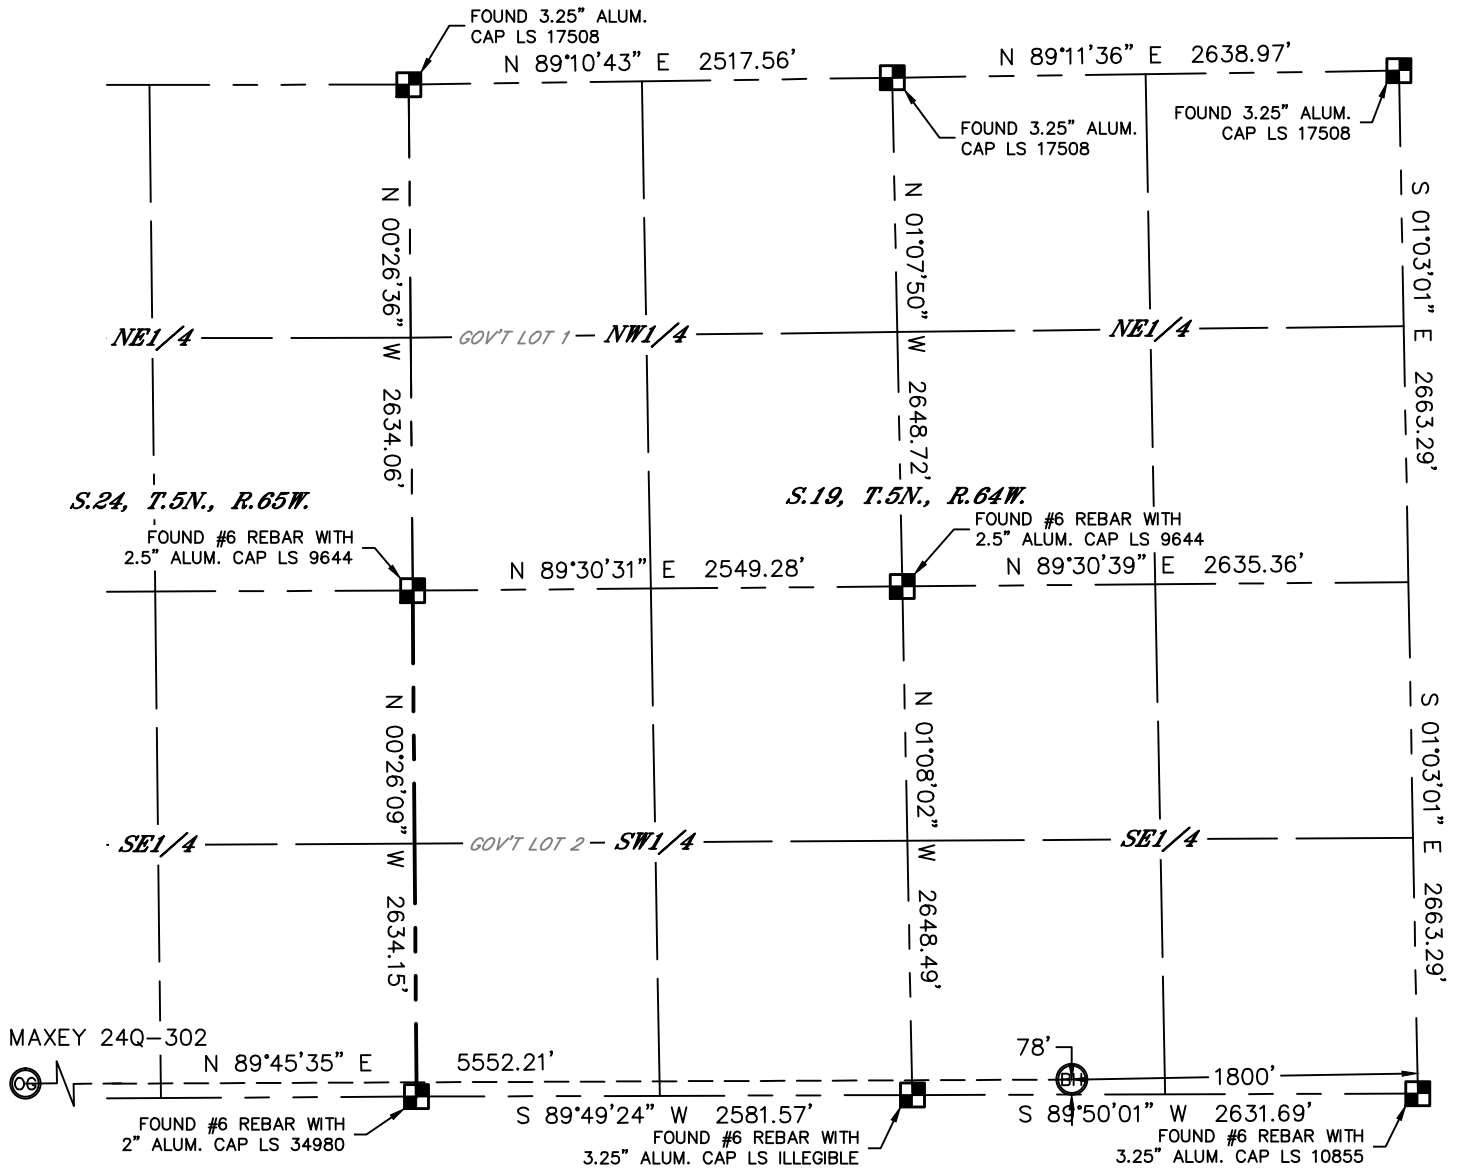 FOUND 3.25" ALUM.
CAP LS 17508
N 89°10'43" E 2517.56'
N 89°11'36" E 2638.97'
FOUND 3.25" ALUM.
CAP LS 17508
FOUND 3.25" ALUM.
CAP LS 17508
N 00°26'36" W 2634.06'
N 01°07'50" W 2648.72'
S 01°03'01" E 2663.29'
NE1/4
GOV'T LOT 1
NW1/4
NE1/4
S.24, T.5N., R.65W.
S.19, T.5N., R.64W.
FOUND #6 REBAR WITH
2.5" ALUM. CAP LS 9644
FOUND #6 REBAR WITH
2.5" ALUM. CAP LS 9644
N 89°30'31" E 2549.28'
N 89°30'39" E 2635.36'
N 00°26'09" W 2634.15'
N 01°08'02" W 2648.49'
S 01°03'01" E 2663.29'
SE1/4
GOV'T LOT 2
SW1/4
SE1/4
MAXEY 24Q-302
OG
N 89°45'35" E 5552.21'
78'
BH
1800'
S 89°49'24" W 2581.57'
S 89°50'01" W 2631.69'
FOUND #6 REBAR WITH
2" ALUM. CAP LS 34980
FOUND #6 REBAR WITH
3.25" ALUM. CAP LS ILLEGIBLE
FOUND #6 REBAR WITH
3.25" ALUM. CAP LS 10855